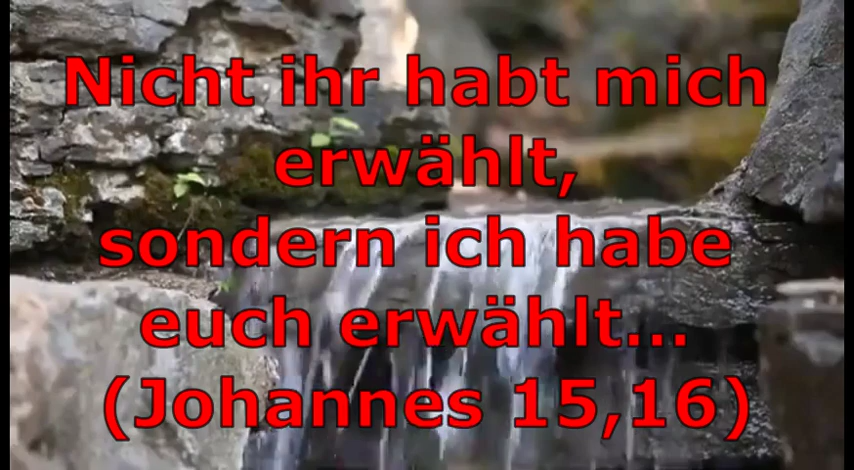 Nicht ihr habt mich
erwählt,
sondern ich habe
euch erwählt...
(Johannes 15,16)